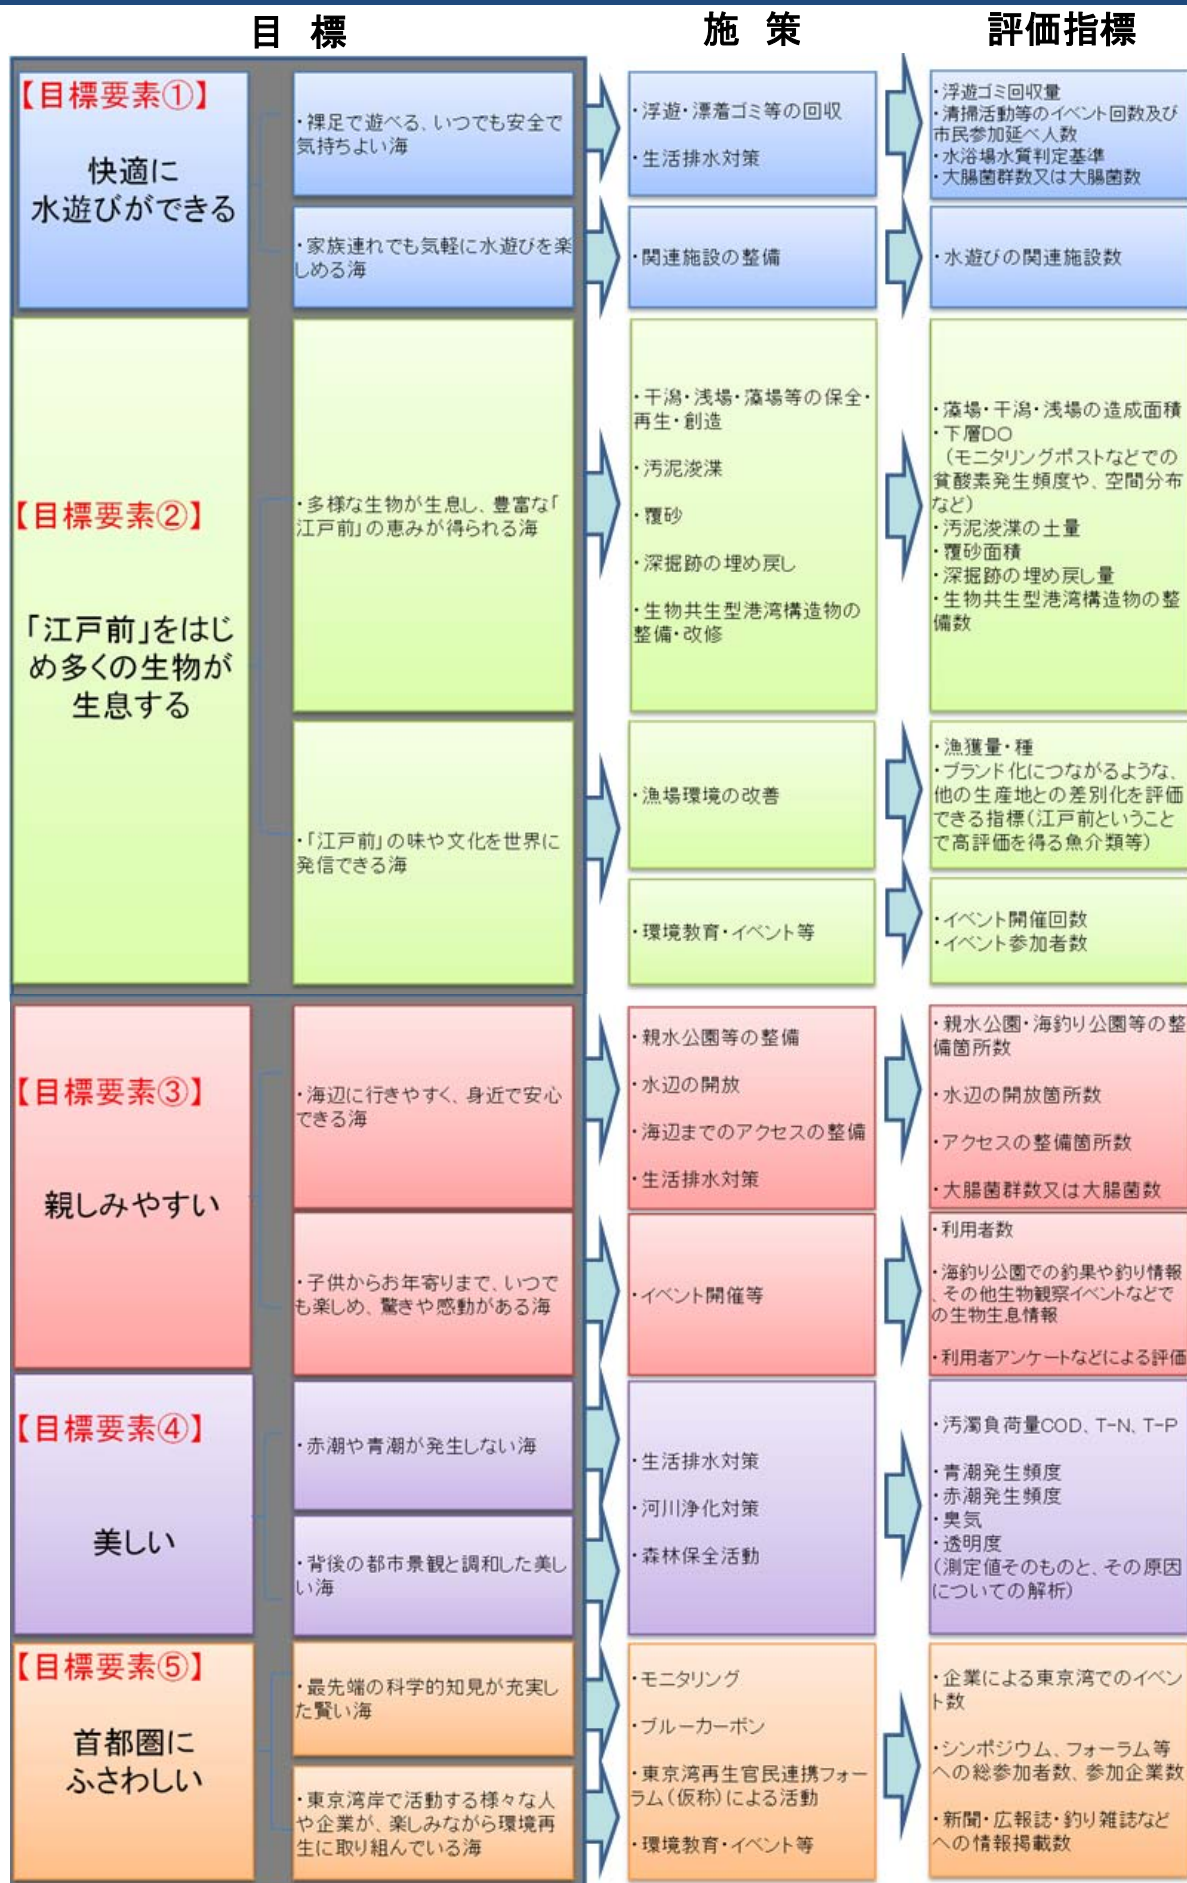 目 標
施 策
評価指標
【目標要素①】
快適に
水遊びができる
・裸足で遊べる、いつでも安全で
気持ちよい海
・浮遊・漂着ゴミ等の回収
・生活排水対策
・浮遊ゴミ回収量
・清掃活動等のイベント回数及び
市民参加延べ人数
・水浴場水質判定基準
・大腸菌群数又は大腸菌数
・家族連れでも気軽に水遊びを楽
しめる海
・関連施設の整備
・水遊びの関連施設数
【目標要素②】
「江戸前」をはじ
め多くの生物が
生息する
・多様な生物が生息し、豊富な「
江戸前」の恵みが得られる海
・干潟・浅場・藻場等の保全・
再生・創造
・汚泥浚渫
・覆砂
・深掘跡の埋め戻し
・生物共生型港湾構造物の
整備・改修
・藻場・干潟・浅場の造成面積
・下層DO
（モニタリングポストなどでの
貧酸素発生頻度や、空間分布
など）
・汚泥浚渫の土量
・覆砂面積
・深掘跡の埋め戻し量
・生物共生型港湾構造物の整
備数
・「江戸前」の味や文化を世界に
発信できる海
・漁場環境の改善
・漁獲量・種
・ブランド化につながるような、
他の生産地との差別化を評価
できる指標（江戸前ということ
で高評価を得る魚介類等）
・環境教育・イベント等
・イベント開催回数
・イベント参加者数
【目標要素③】
親しみやすい
・海辺に行きやすく、身近で安心
できる海
・親水公園等の整備
・水辺の開放
・海辺までのアクセスの整備
・生活排水対策
・親水公園・海釣り公園等の整
備箇所数
・水辺の開放箇所数
・アクセスの整備箇所数
・大腸菌群数又は大腸菌数
・子供からお年寄りまで、いつで
も楽しめ、驚きや感動がある海
・イベント開催等
・利用者数
・海釣り公園での釣果や釣り情報
、その他生物観察イベントなどで
の生物生息情報
・利用者アンケートなどによる評価
【目標要素④】
美しい
・赤潮や青潮が発生しない海
・背後の都市景観と調和した美し
い海
・生活排水対策
・河川浄化対策
・森林保全活動
・汚濁負荷量COD、T-N、T-P
・青潮発生頻度
・赤潮発生頻度
・臭気
・透明度
（測定値そのものと、その原因
についての解析）
【目標要素⑤】
首都圏に
ふさわしい
・最先端の科学的知見が充実し
た賢い海
・東京湾岸で活動する様々な人
や企業が、楽しみながら環境再
生に取り組んでいる海
・モニタリング
・ブルーカーボン
・東京湾再生官民連携フォー
ラム（仮称）による活動
・環境教育・イベント等
・企業による東京湾でのイベン
ト数
・シンポジウム、フォーラム等
への総参加者数、参加企業数
・新聞・広報誌・釣り雑誌など
への情報掲載数